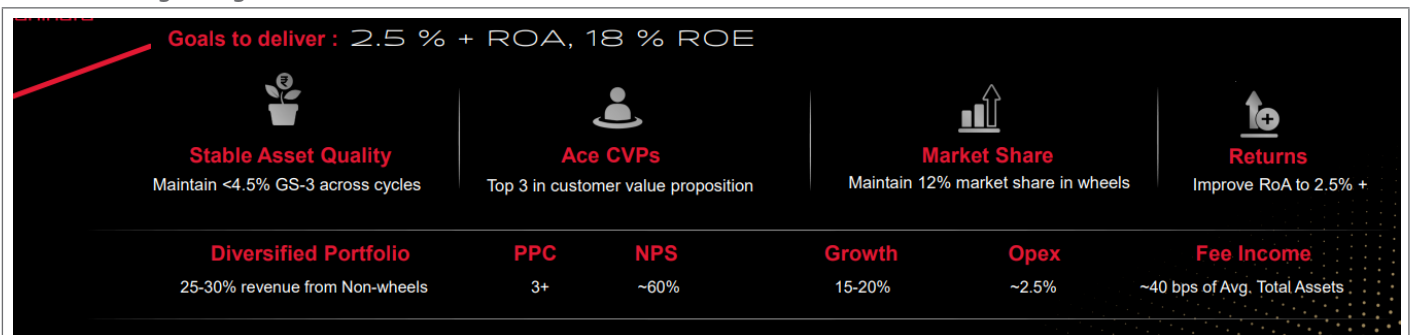 Goals to deliver : 2.5 % + ROA, 18 % ROE
₹
Stable Asset Quality
Maintain <4.5% GS-3 across cycles
Ace CVPs
Top 3 in customer value proposition
Market Share
Maintain 12% market share in wheels
Returns
Improve RoA to 2.5% +
Diversified Portfolio
25-30% revenue from Non-wheels
PPC
3+
NPS
~60%
Growth
15-20%
Opex
~2.5%
Fee Income
~40 bps of Avg. Total Assets